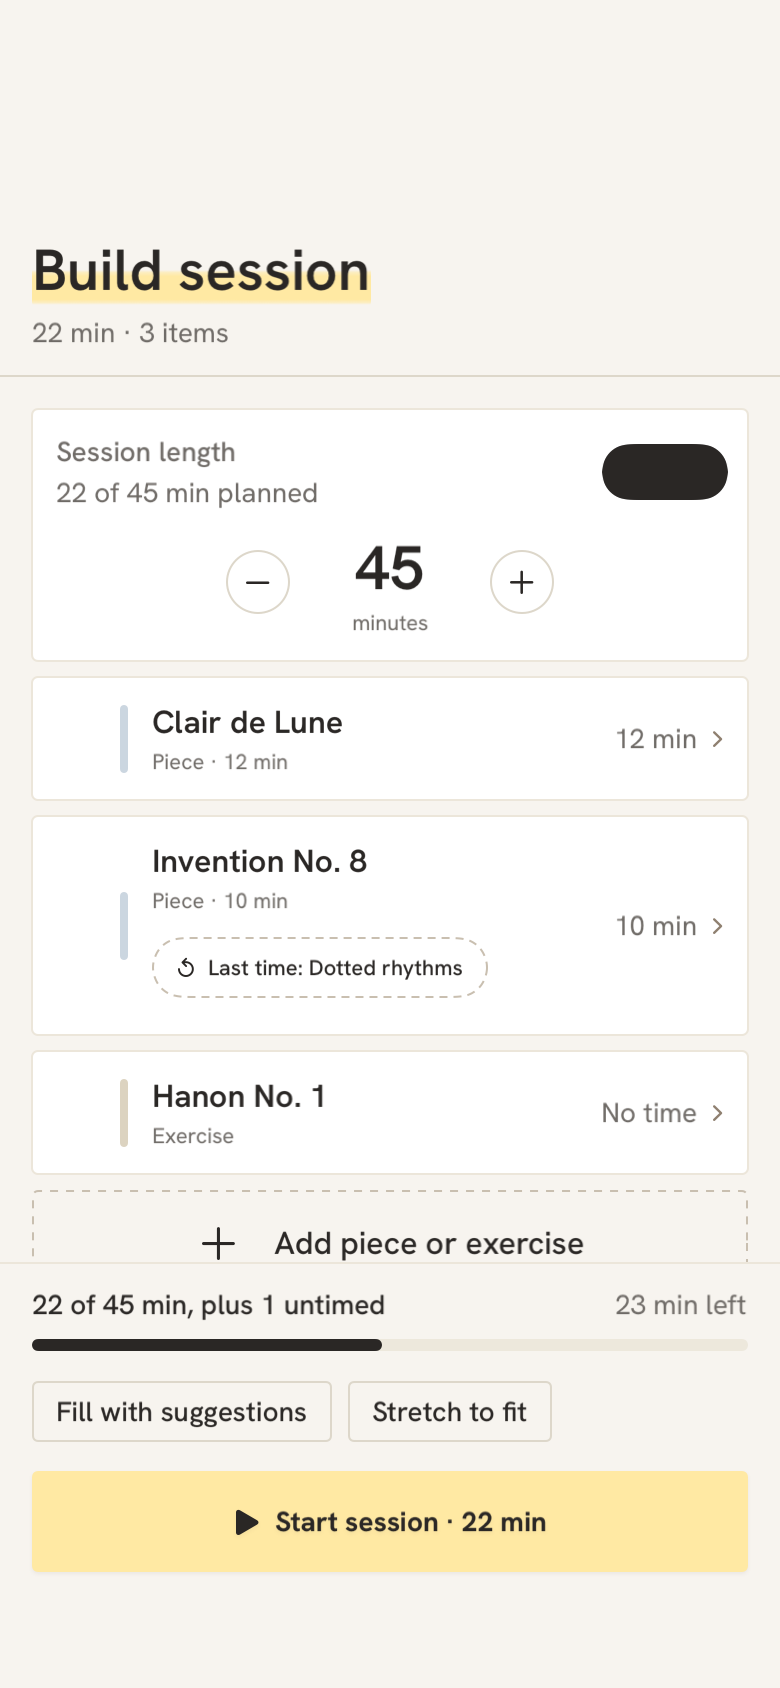 Build session
22 min · 3 items
Session length
22 of 45 min planned
45
minutes
Clair de Lune
Piece · 12 min
12 min
Invention No. 8
Piece · 10 min
10 min
Last time: Dotted rhythms
Hanon No. 1
Exercise
No time
Add piece or exercise
22 of 45 min, plus 1 untimed
23 min left
Fill with suggestions
Stretch to fit
Start session · 22 min